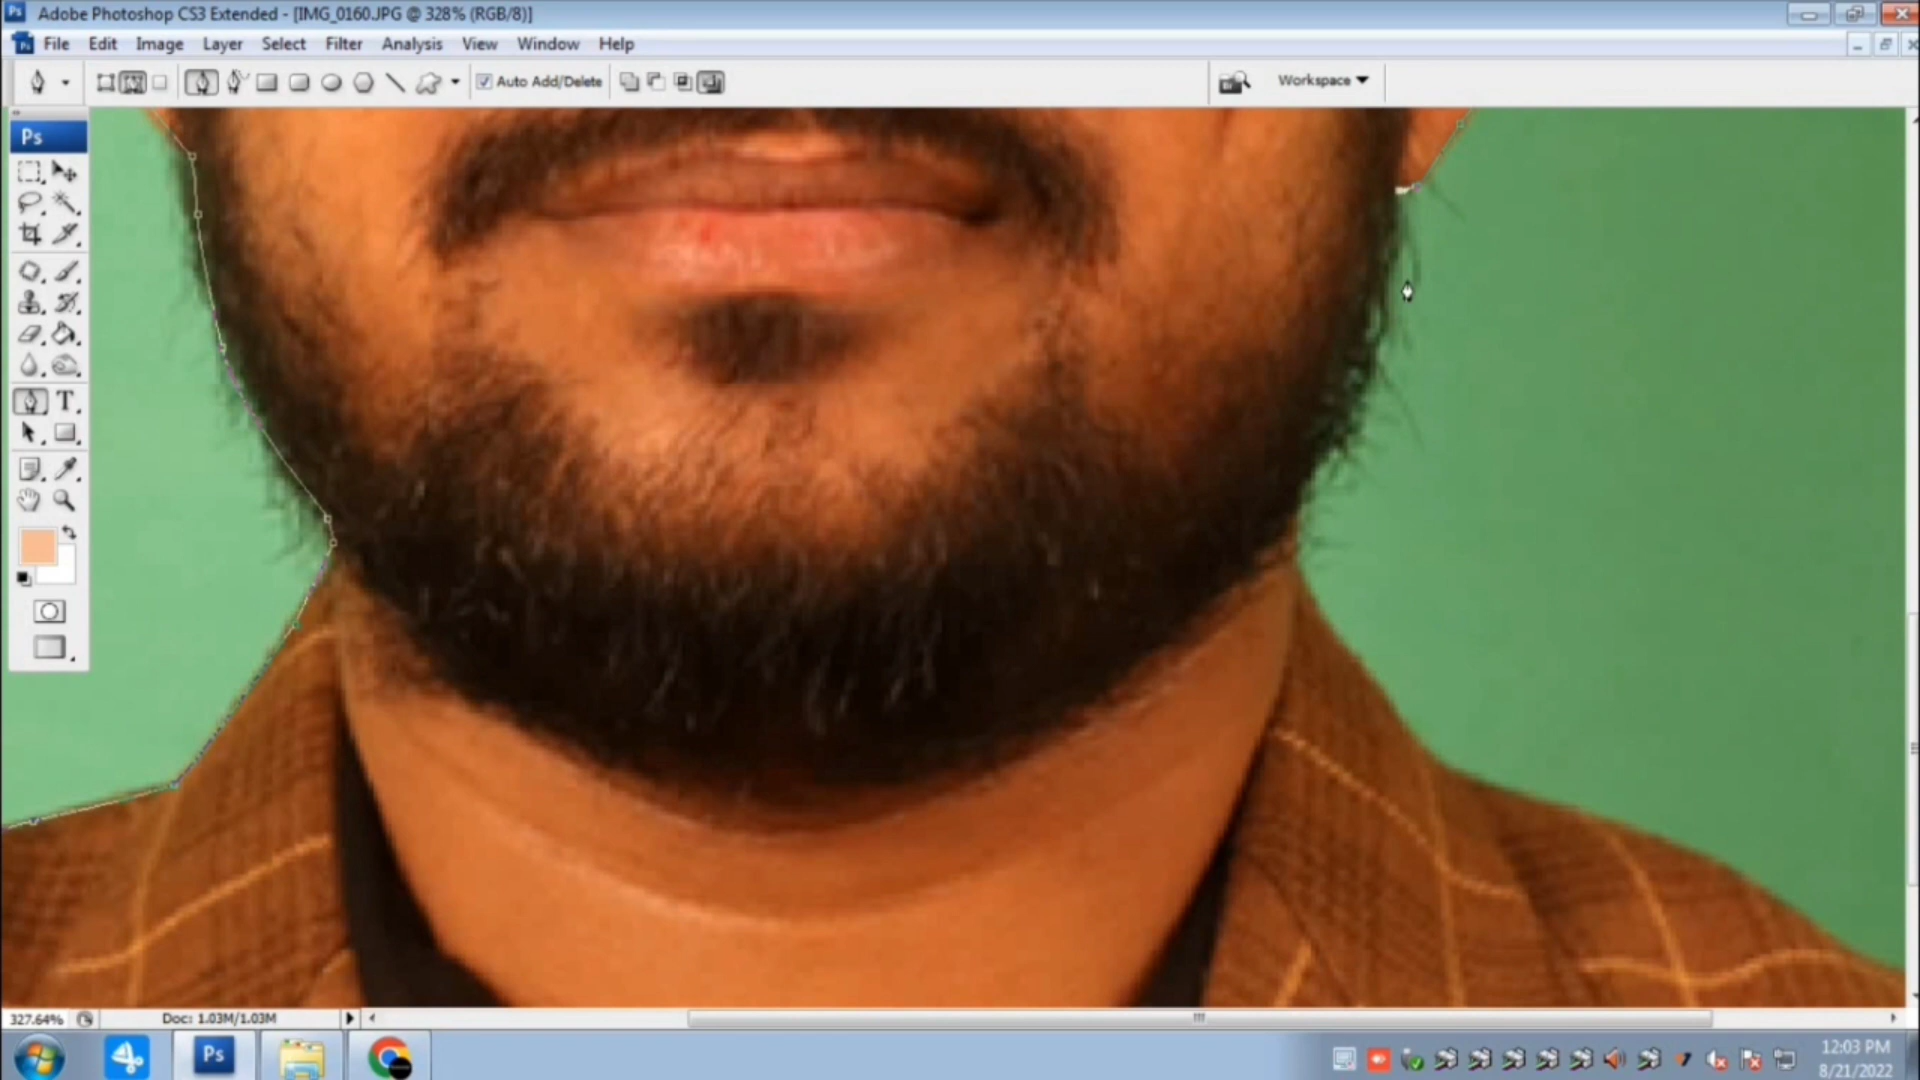 Ps Adobe Photoshop CS3 Extended - [IMG_0160.JPG @ 328% (RGB/8)]
Ps File Edit Image Layer Select Filter Analysis View Window Help
Auto Add/Delete Workspace
Ps
T
327.64% Doc: 1.03M/1.03M
Ps
12:03 PM
8/21/2022